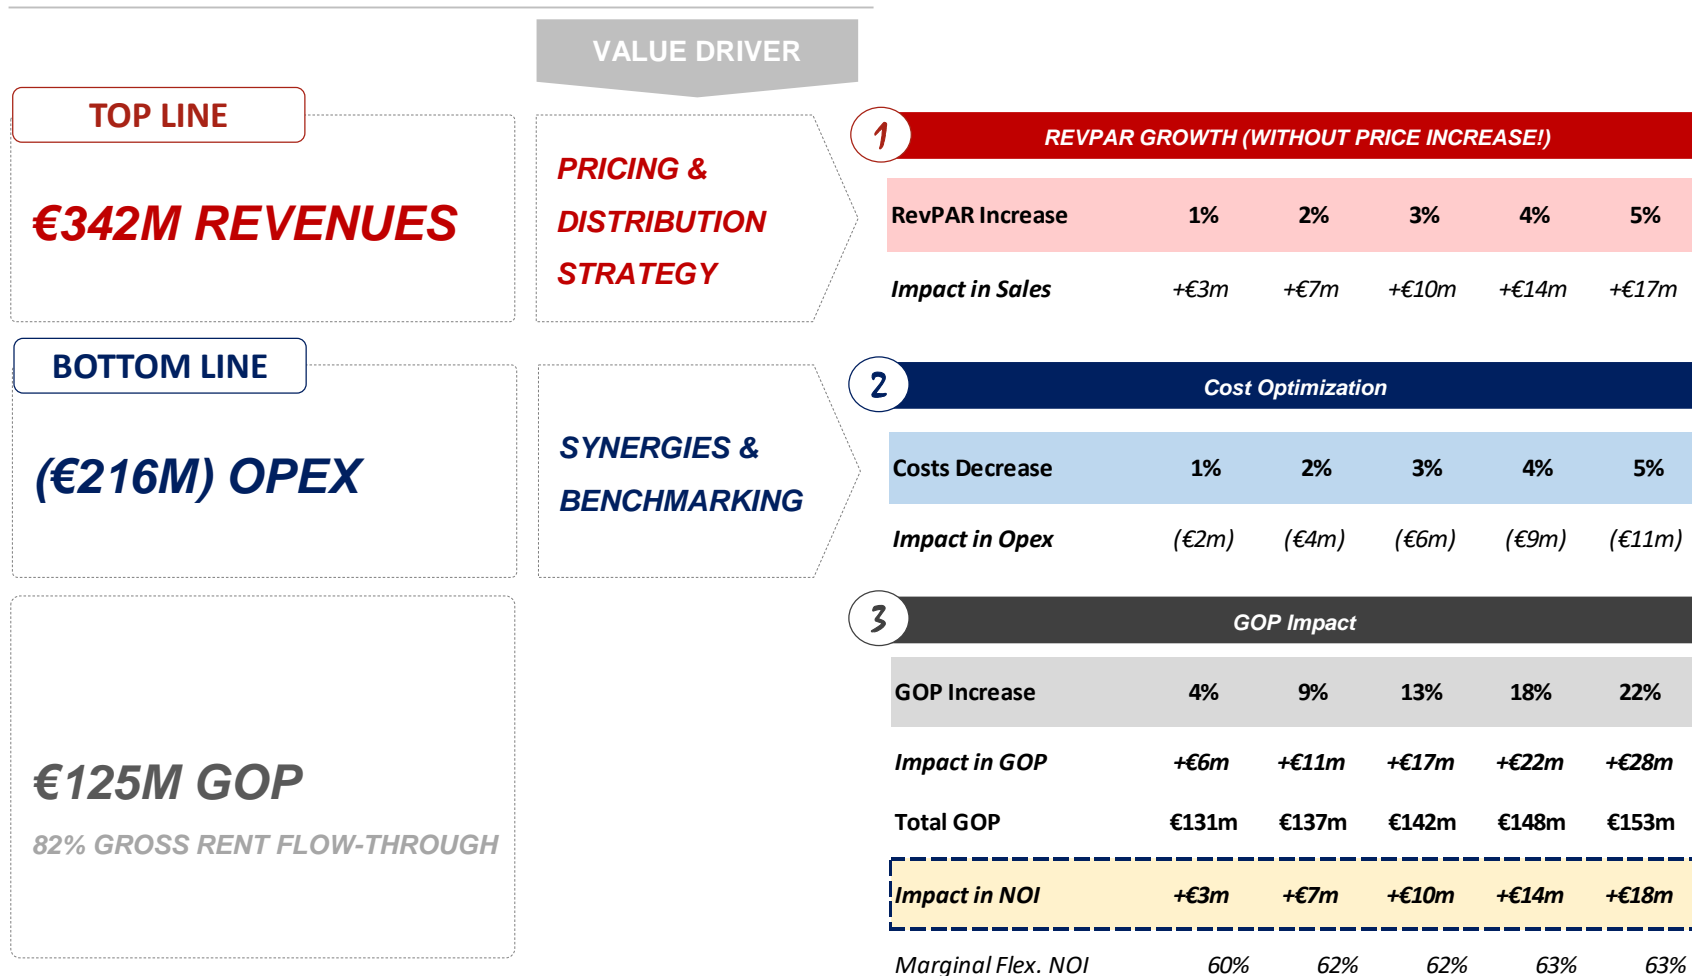 VALUE DRIVER
TOP LINE
€342M REVENUES
PRICING &
DISTRIBUTION
STRATEGY
1
REVPAR GROWTH (WITHOUT PRICE INCREASE!)
RevPAR Increase 1% 2% 3% 4% 5%
Impact in Sales +€3m +€7m +€10m +€14m +€17m
BOTTOM LINE
(€216M) OPEX
SYNERGIES &
BENCHMARKING
2
Cost Optimization
Costs Decrease 1% 2% 3% 4% 5%
Impact in Opex (€2m) (€4m) (€6m) (€9m) (€11m)
€125M GOP
82% GROSS RENT FLOW-THROUGH
3
GOP Impact
GOP Increase 4% 9% 13% 18% 22%
Impact in GOP +€6m +€11m +€17m +€22m +€28m
Total GOP €131m €137m €142m €148m €153m
Impact in NOI +€3m +€7m +€10m +€14m +€18m
Marginal Flex. NOI 60% 62% 62% 63% 63%